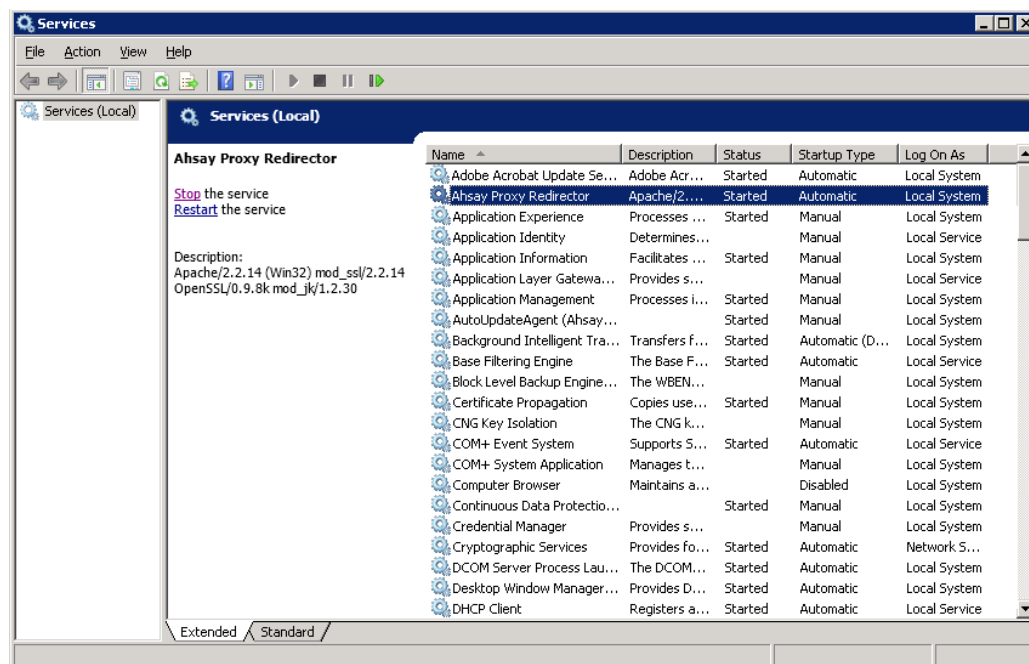 Services
File Action View Help
Services (Local)
Services (Local)
Ahsay Proxy Redirector
Stop the service
Restart the service
Description:
Apache/2.2.14 (Win32) mod_ssl/2.2.14
OpenSSL/0.9.8k mod_jk/1.2.30
Name Description Status Startup Type Log On As
Adobe Acrobat Update Se... Adobe Acr... Started Automatic Local System
Ahsay Proxy Redirector Apache/2.... Started Automatic Local System
Application Experience Processes ... Started Manual Local System
Application Identity Determines... Manual Local Service
Application Information Facilitates ... Started Manual Local System
Application Layer Gatewa... Provides s... Manual Local Service
Application Management Processes i... Started Manual Local System
AutoUpdateAgent (Ahsay... Started Manual Local System
Background Intelligent Tra... Transfers f... Started Automatic (D... Local System
Base Filtering Engine The Base F... Started Automatic Local Service
Block Level Backup Engine... The WBEN... Manual Local System
Certificate Propagation Copies use... Started Manual Local System
CNG Key Isolation The CNG k... Manual Local System
COM+ Event System Supports S... Started Automatic Local Service
COM+ System Application Manages t... Manual Local System
Computer Browser Maintains a... Disabled Local System
Continuous Data Protectio... Started Manual Local System
Credential Manager Provides s... Manual Local System
Cryptographic Services Provides fo... Started Automatic Network S...
DCOM Server Process Lau... The DCOM... Started Automatic Local System
Desktop Window Manager... Provides D... Started Automatic Local System
DHCP Client Registers a... Started Automatic Local Service
Extended Standard